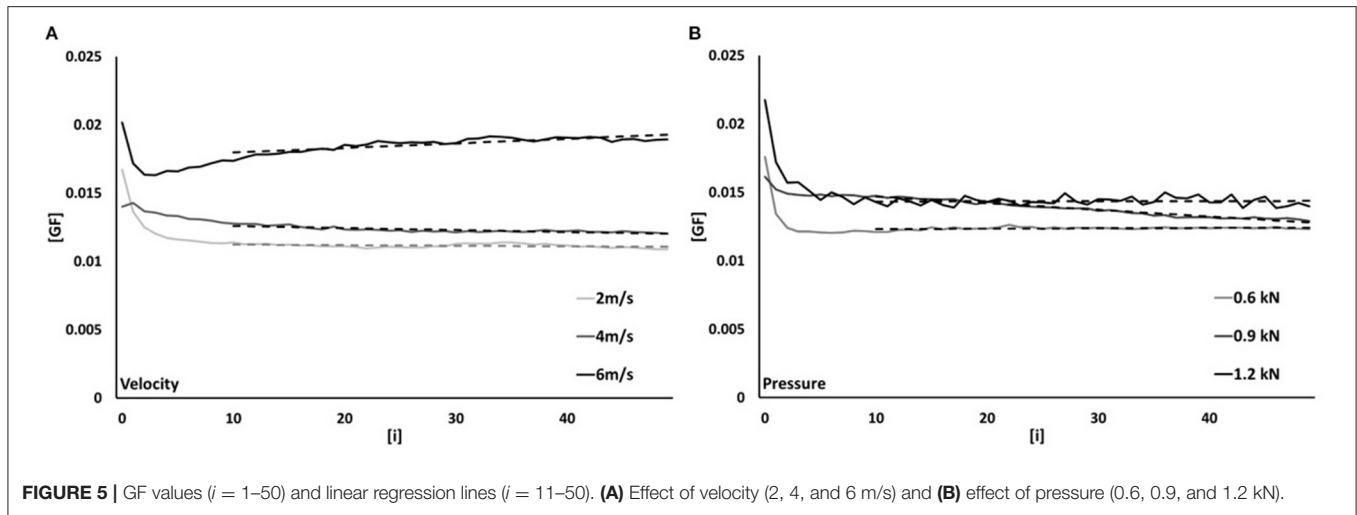 A
0.025
0.02
0.015
[GF]
0.01
0.005
0
2m/s
4m/s
6m/s
Velocity
0 10 20 30 40
[i]
B
0.025
0.02
0.015
[GF]
0.01
0.005
0
0.6 kN
0.9 kN
1.2 kN
Pressure
0 10 20 30 40
[i]
FIGURE 5 | GF values (i = 1–50) and linear regression lines (i = 11–50). (A) Effect of velocity (2, 4, and 6 m/s) and (B) effect of pressure (0.6, 0.9, and 1.2 kN).